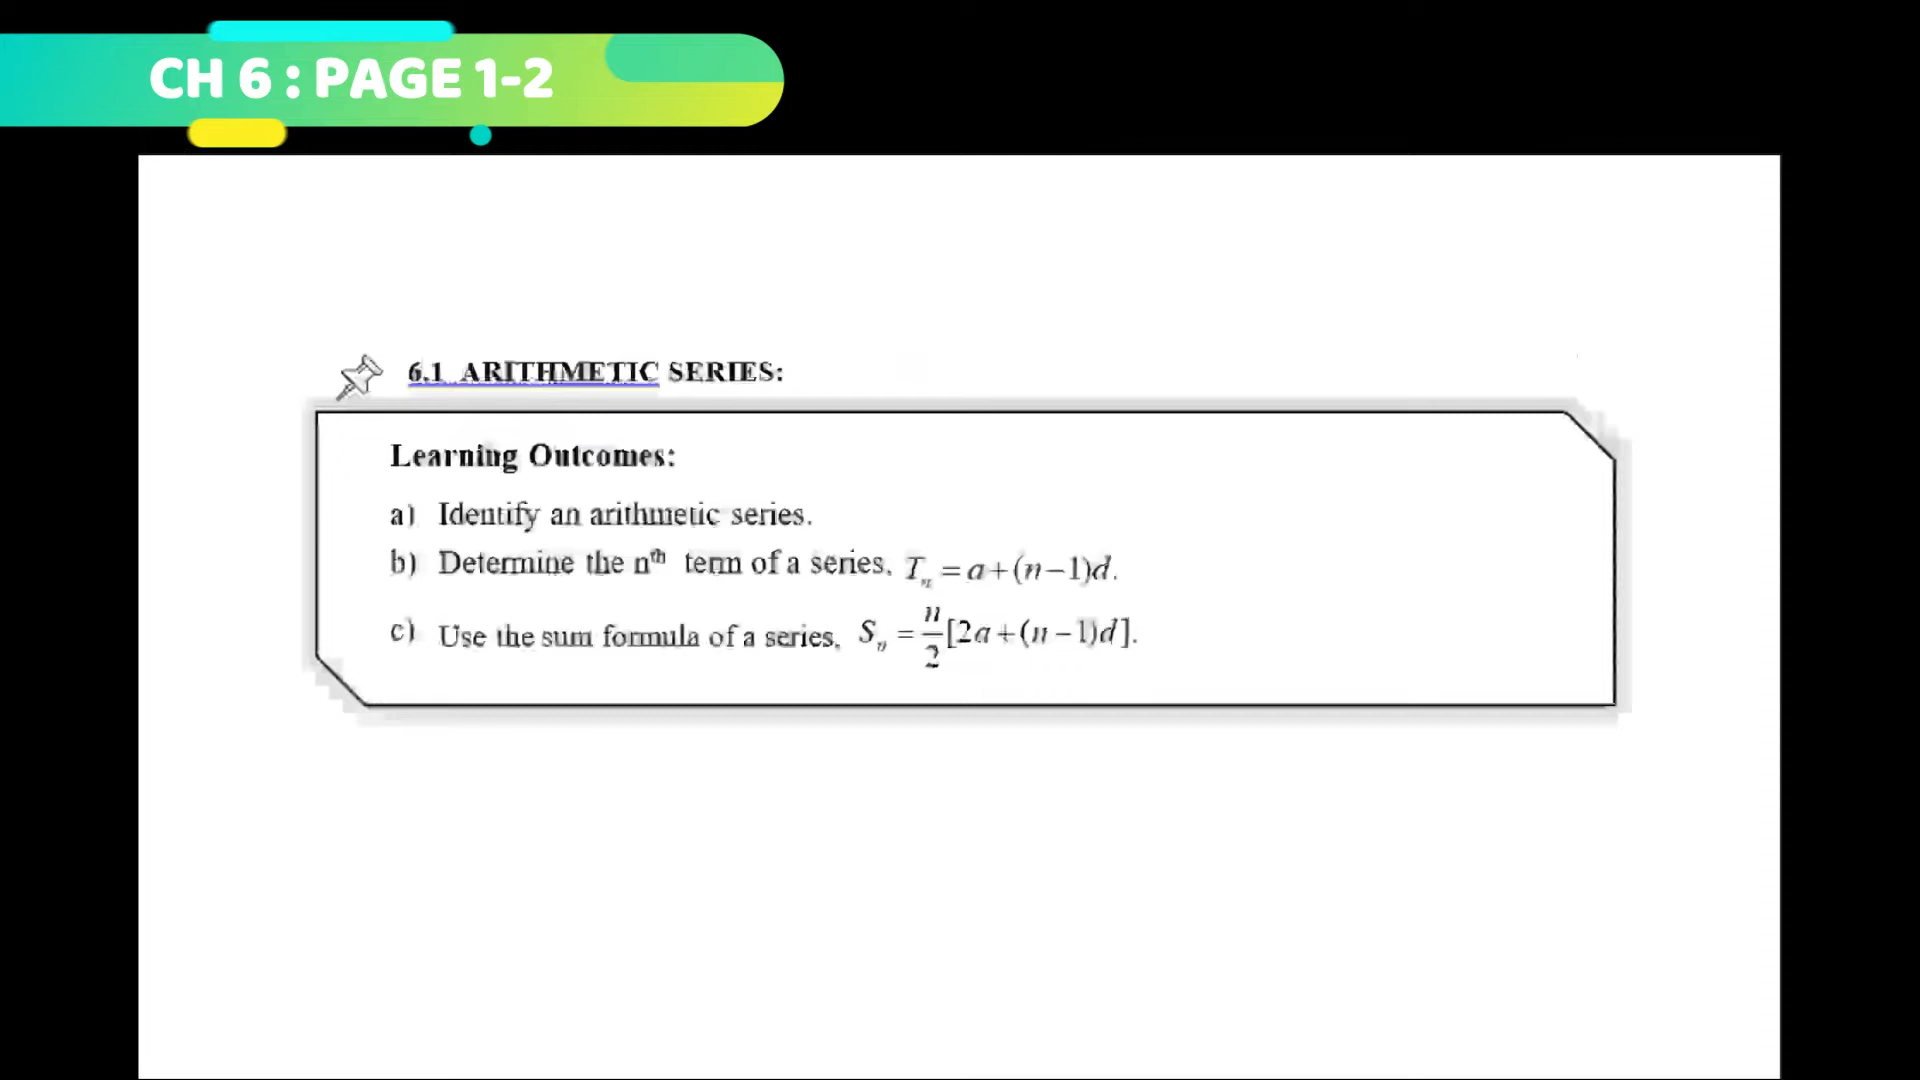 CH 6 : PAGE 1-2
6.1 ARITHMETIC SERIES:
Learning Outcomes:
a) Identify an arithmetic series.
b) Determine the nth term of a series, Tₙ = a+(n−1)d.
c) Use the sum formula of a series, Sₙ = n/2[2a+(n−1)d].